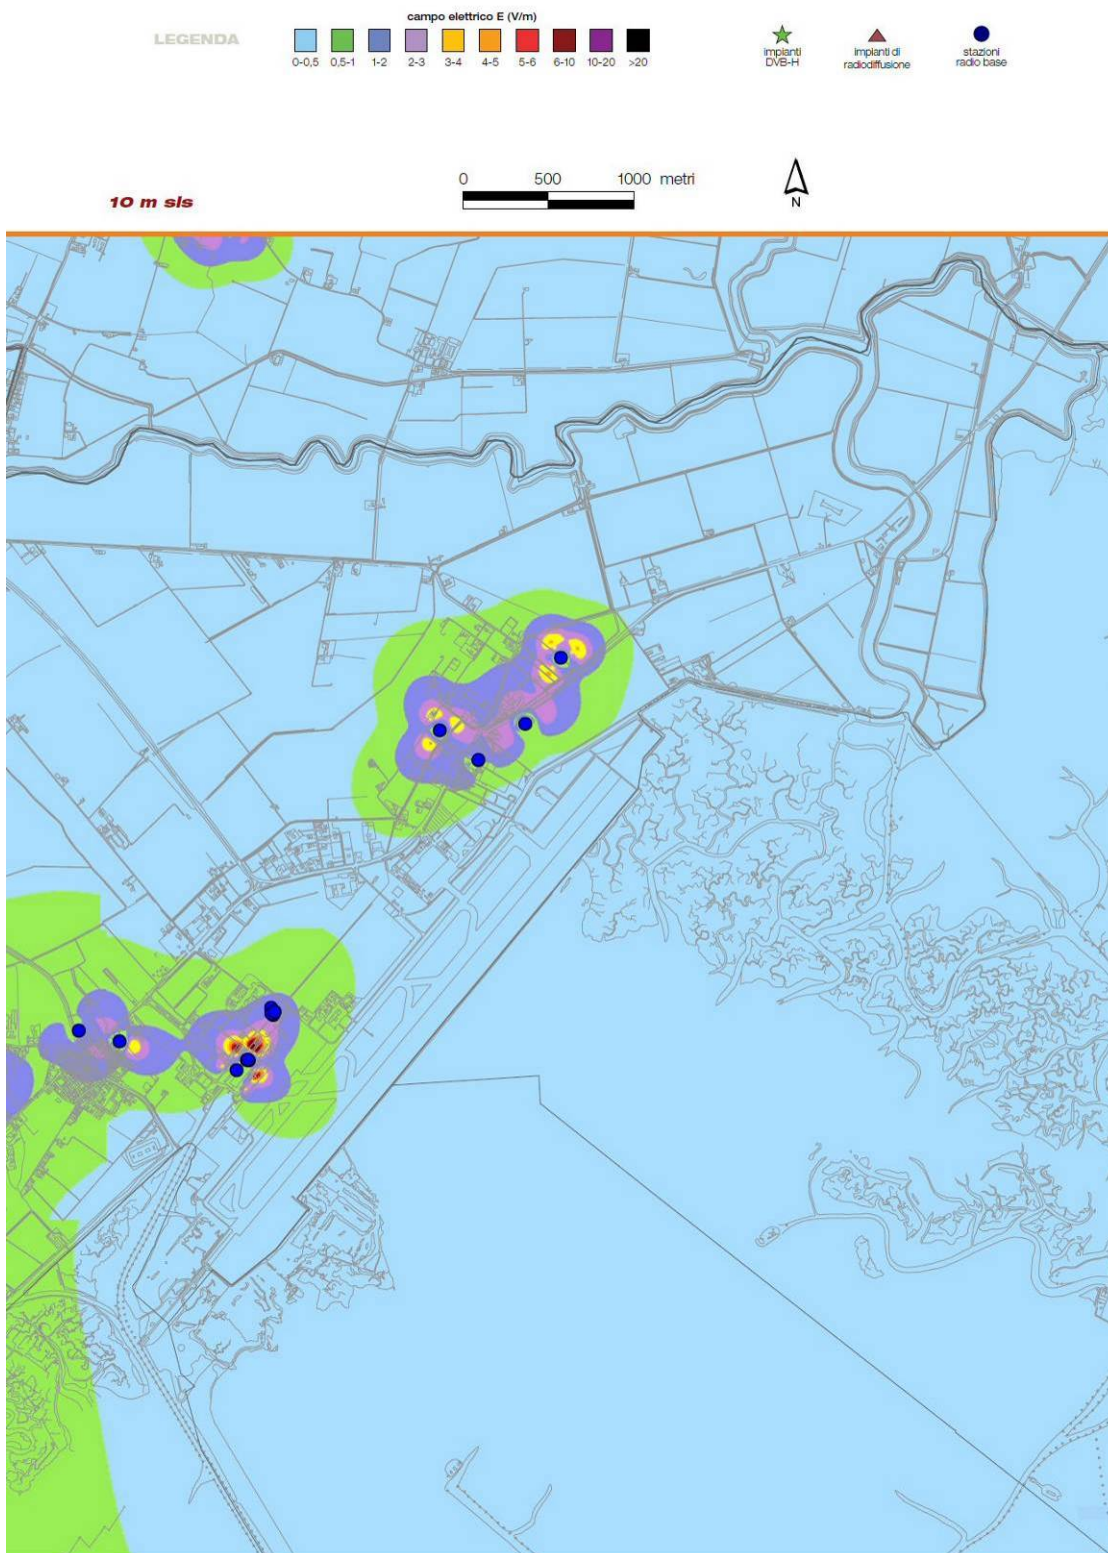 campo elettrico E (V/m)
LEGENDA
0-0,5 0,5-1 1-2 2-3 3-4 4-5 5-6 6-10 10-20 >20
impianti
DVB-H
impianti di
radiodiffusione
stazioni
radio base
0 500 1000 metri
N
10 m sls